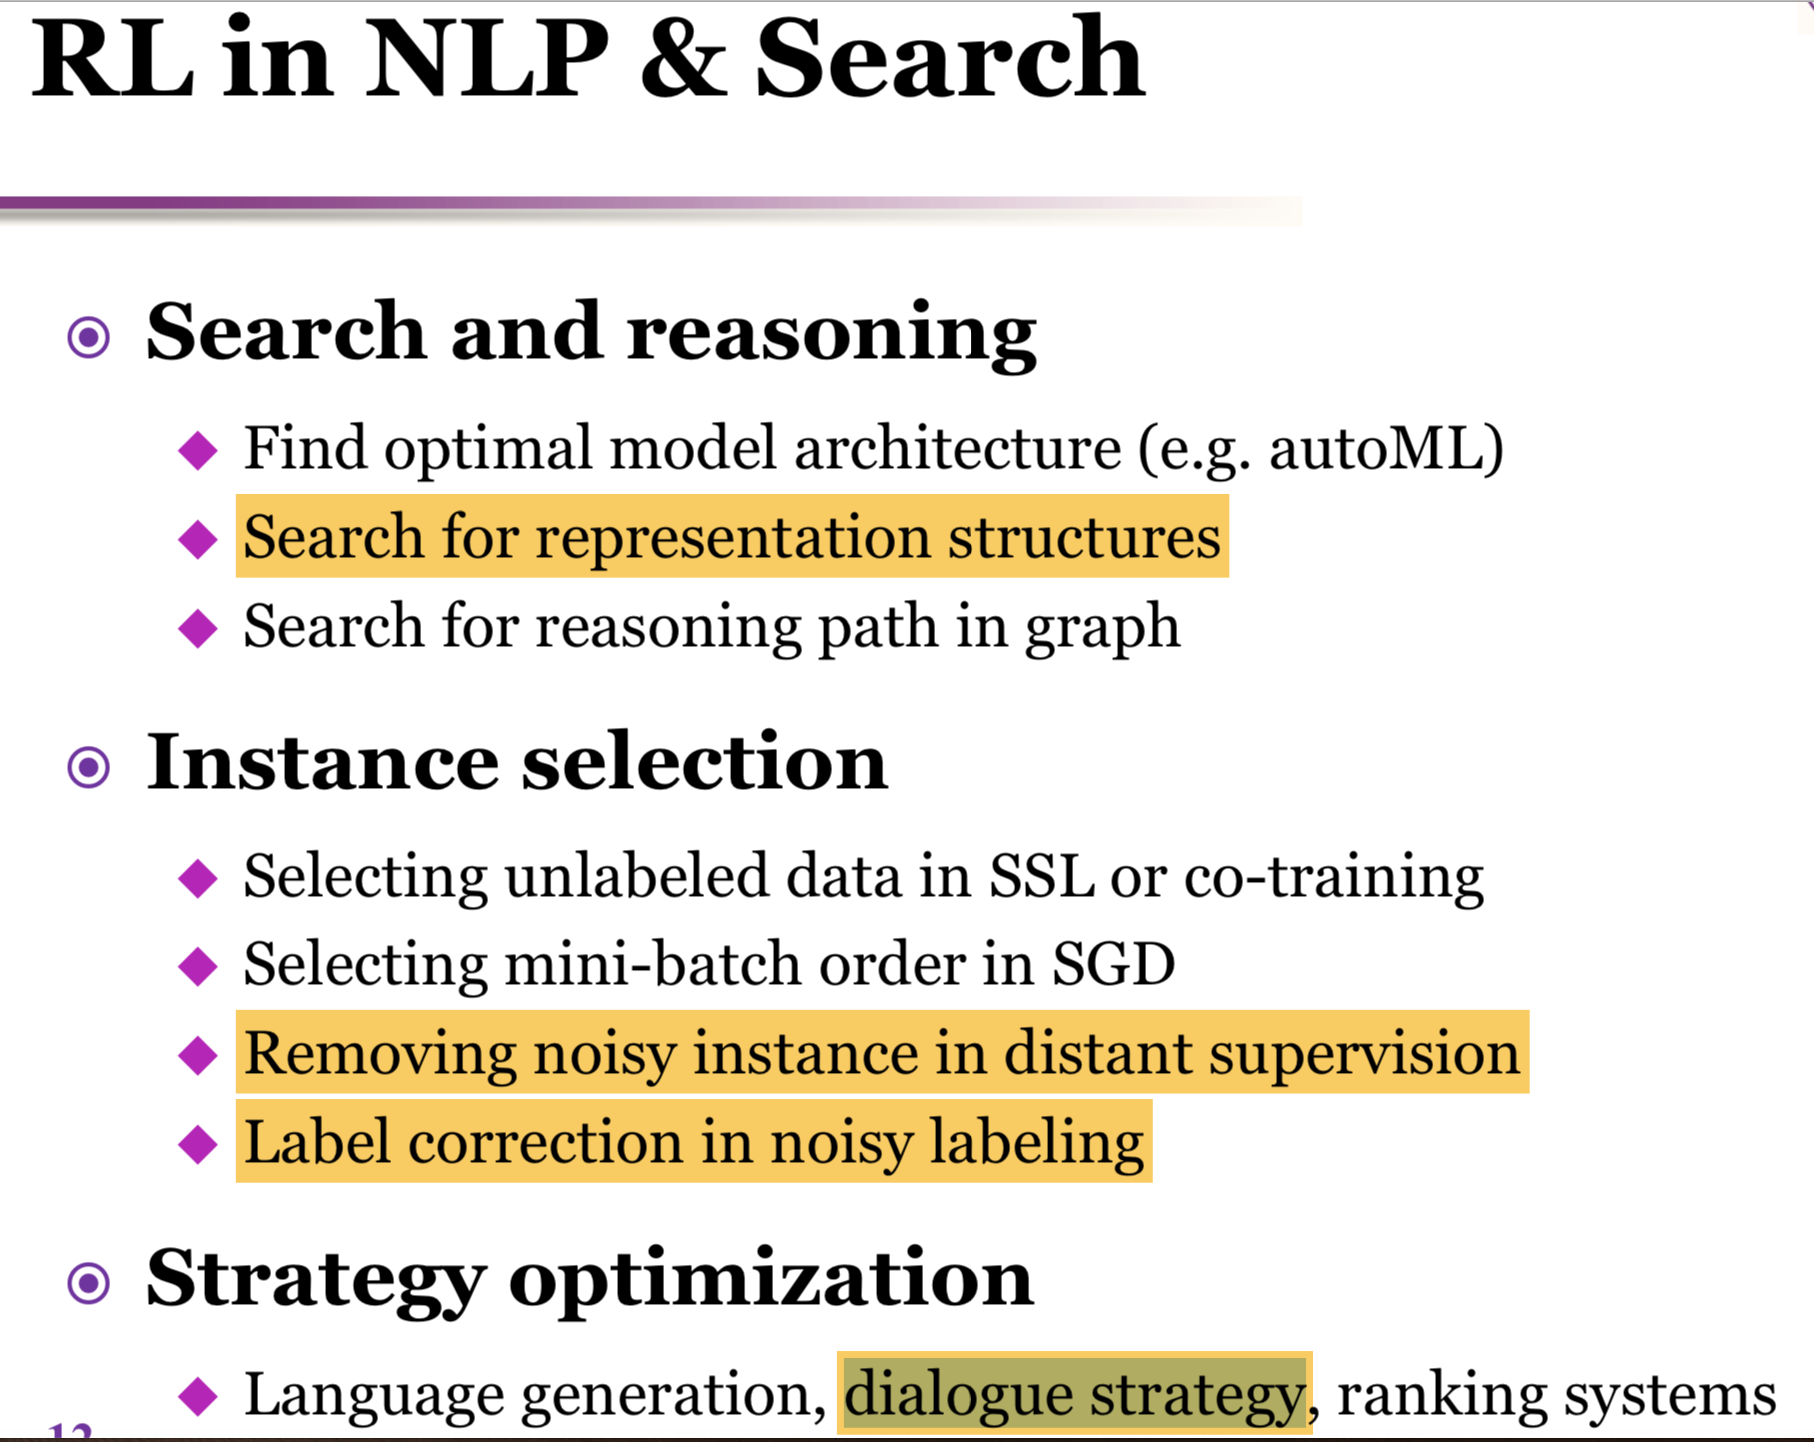 RL in NLP & Search
Search and reasoning
Find optimal model architecture (e.g. autoML)
Search for representation structures
Search for reasoning path in graph
Instance selection
Selecting unlabeled data in SSL or co-training
Selecting mini-batch order in SGD
Removing noisy instance in distant supervision
Label correction in noisy labeling
Strategy optimization
Language generation, dialogue strategy, ranking systems